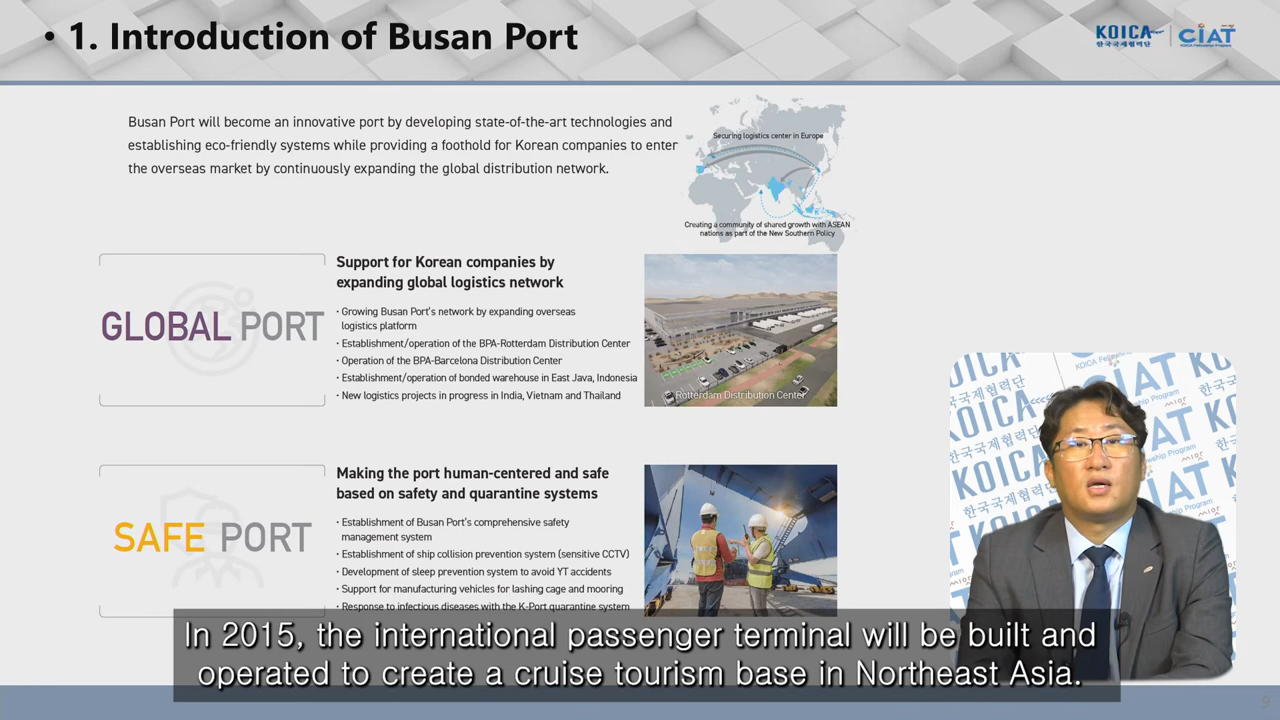 • 1. Introduction of Busan Port
KOICA
한국국제협력단
CIAT
KOICA Fellowship Program
Busan Port will become an innovative port by developing state-of-the-art technologies and
establishing eco-friendly systems while providing a foothold for Korean companies to enter
the overseas market by continuously expanding the global distribution network.
Securing logistics center in Europe
Creating a community of shared growth with ASEAN
nations as part of the New Southern Policy
GLOBAL PORT
Support for Korean companies by
expanding global logistics network
• Growing Busan Port's network by expanding overseas
logistics platform
• Establishment/operation of the BPA-Rotterdam Distribution Center
• Operation of the BPA-Barcelona Distribution Center
• Establishment/operation of bonded warehouse in East Java, Indonesia
• New logistics projects in progress in India, Vietnam and Thailand
Rotterdam Distribution Center
SAFE PORT
Making the port human-centered and safe
based on safety and quarantine systems
• Establishment of Busan Port's comprehensive safety
management system
• Establishment of ship collision prevention system (sensitive CCTV)
• Development of sleep prevention system to avoid YT accidents
• Support for manufacturing vehicles for lashing cage and mooring
• Response to infectious diseases with the K-Port quarantine system
KOICA
한국국제협력단
CIAT
씨앗
In 2015, the international passenger terminal will be built and
operated to create a cruise tourism base in Northeast Asia.
9